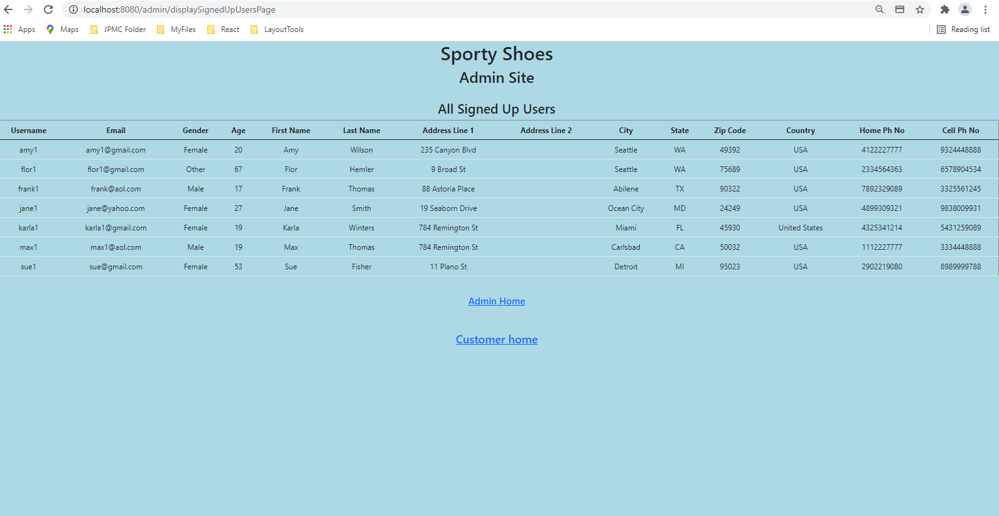 localhost:8080/admin/displaySignedUpUsersPage
Apps Maps JPMC Folder MyFiles React LayoutTools Reading list
Sporty Shoes
Admin Site
All Signed Up Users
Username Email Gender Age First Name Last Name Address Line 1 Address Line 2 City State Zip Code Country Home Ph No Cell Ph No
amy1 amy1@gmail.com Female 20 Amy Wilson 235 Canyon Blvd Seattle WA 49392 USA 4122227777 9324448888
flor1 flor1@gmail.com Other 67 Flor Hemler 9 Broad St Seattle WA 75689 USA 2334564363 6578904534
frank1 frank@aol.com Male 17 Frank Thomas 88 Astoria Place Abilene TX 90322 USA 7892329089 3325561245
jane1 jane@yahoo.com Female 27 Jane Smith 19 Seaborn Drive Ocean City MD 24249 USA 4899309321 9838009931
karla1 karla1@gmail.com Female 19 Karla Winters 784 Remington St Miami FL 45930 United States 4325341214 5431259089
max1 max1@aol.com Male 19 Max Thomas 784 Remington St Carlsbad CA 50032 USA 1112227777 3334448888
sue1 sue@gmail.com Female 53 Sue Fisher 11 Plano St Detroit MI 95023 USA 2902219080 8989999788
Admin Home
Customer home